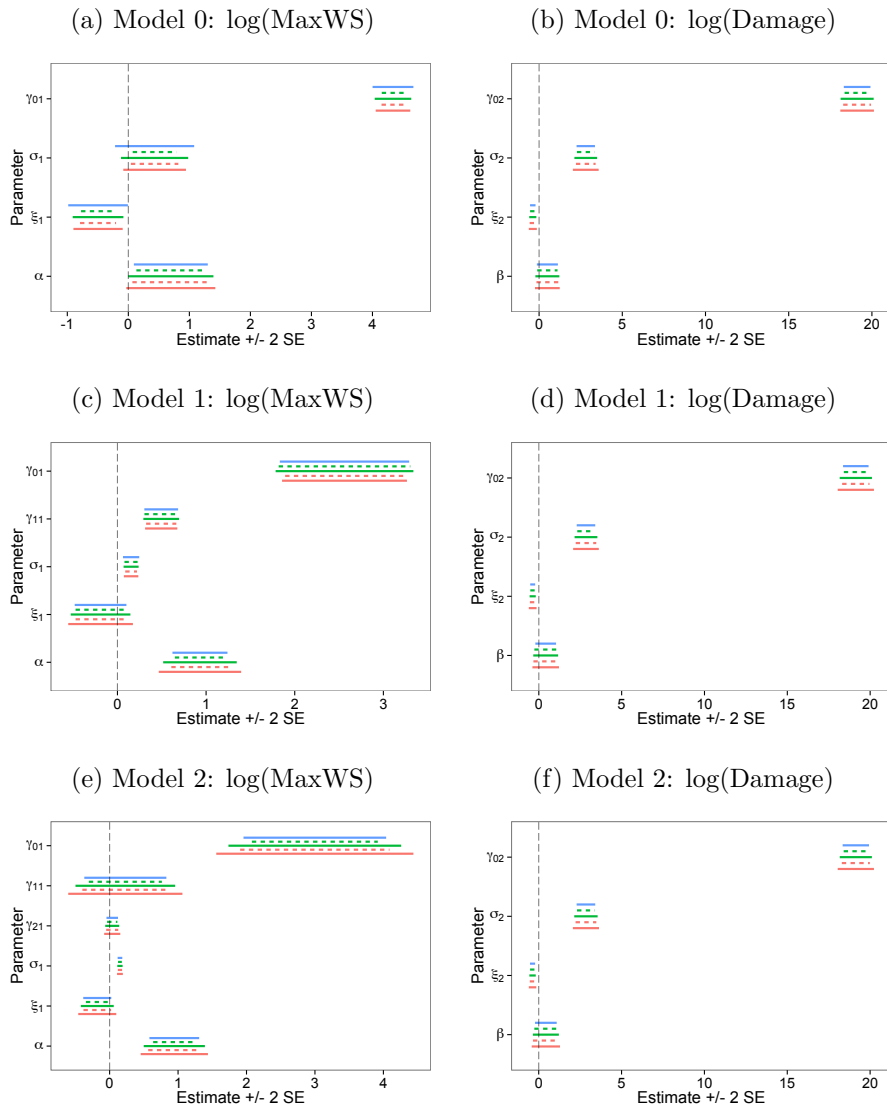 (a) Model 0: log(MaxWS)
Parameter
γ01
σ1
ξ1
α
-1 0 1 2 3 4
Estimate +/- 2 SE
(b) Model 0: log(Damage)
Parameter
γ02
σ2
ξ2
β
0 5 10 15 20
Estimate +/- 2 SE
(c) Model 1: log(MaxWS)
Parameter
γ01
γ11
σ1
ξ1
α
0 1 2 3
Estimate +/- 2 SE
(d) Model 1: log(Damage)
Parameter
γ02
σ2
ξ2
β
0 5 10 15 20
Estimate +/- 2 SE
(e) Model 2: log(MaxWS)
Parameter
γ01
γ11
γ21
σ1
ξ1
α
0 1 2 3 4
Estimate +/- 2 SE
(f) Model 2: log(Damage)
Parameter
γ02
σ2
ξ2
β
0 5 10 15 20
Estimate +/- 2 SE